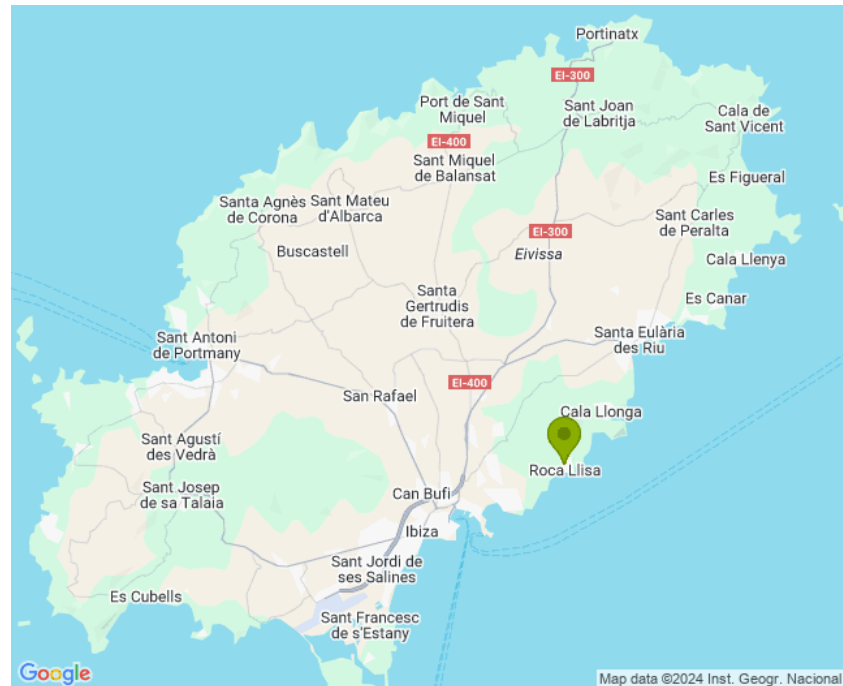 Portinatx
EI-300
Port de Sant
Miquel
Sant Joan
de Labritja
Cala de
Sant Vicent
EI-400
Sant Miquel
de Balansat
Es Figueral
Santa Agnès
de Corona
Sant Mateu
d'Albarca
Sant Carles
de Peralta
EI-300
Buscastell
Eivissa
Cala Llenya
Santa
Gertrudis
de Fruitera
Es Canar
Sant Antoni
de Portmany
Santa Eulària
des Riu
EI-400
San Rafael
Cala Llonga
Sant Agustí
des Vedrà
Roca Llisa
Sant Josep
de sa Talaia
Can Bufi
Ibiza
Sant Jordi de
ses Salines
Es Cubells
Sant Francesc
de s'Estany
Google
Map data ©2024 Inst. Geogr. Nacional